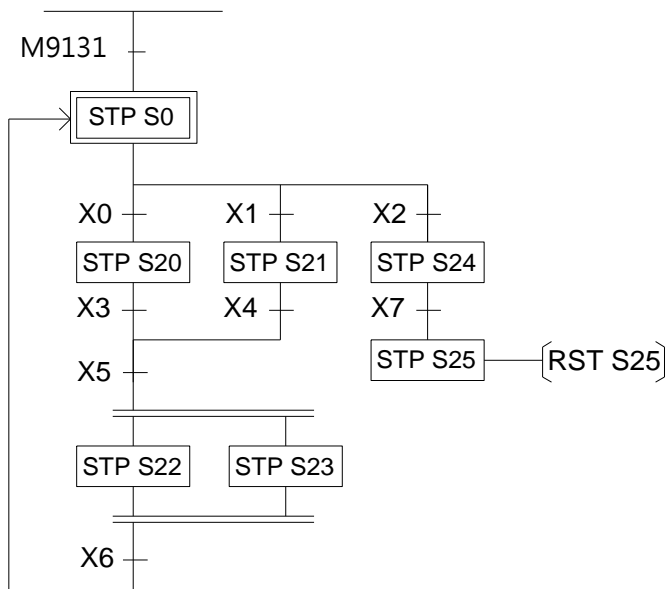 M9131
STP S0
X0 X1 X2
STP S20 STP S21 STP S24
X3 X4 X7
STP S25 RST S25
X5
STP S22 STP S23
X6